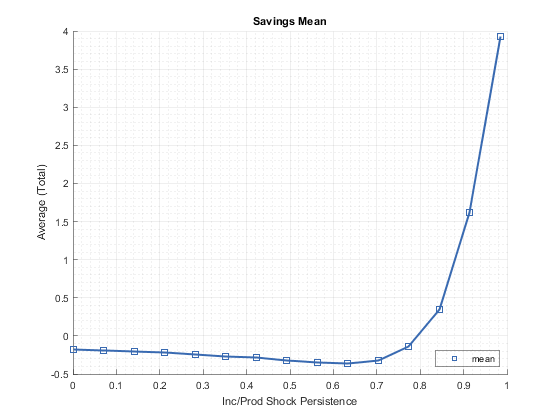 Savings Mean
Average (Total)
4
3.5
3
2.5
2
1.5
1
0.5
0
-0.5
0 0.1 0.2 0.3 0.4 0.5 0.6 0.7 0.8 0.9 1
Inc/Prod Shock Persistence
mean